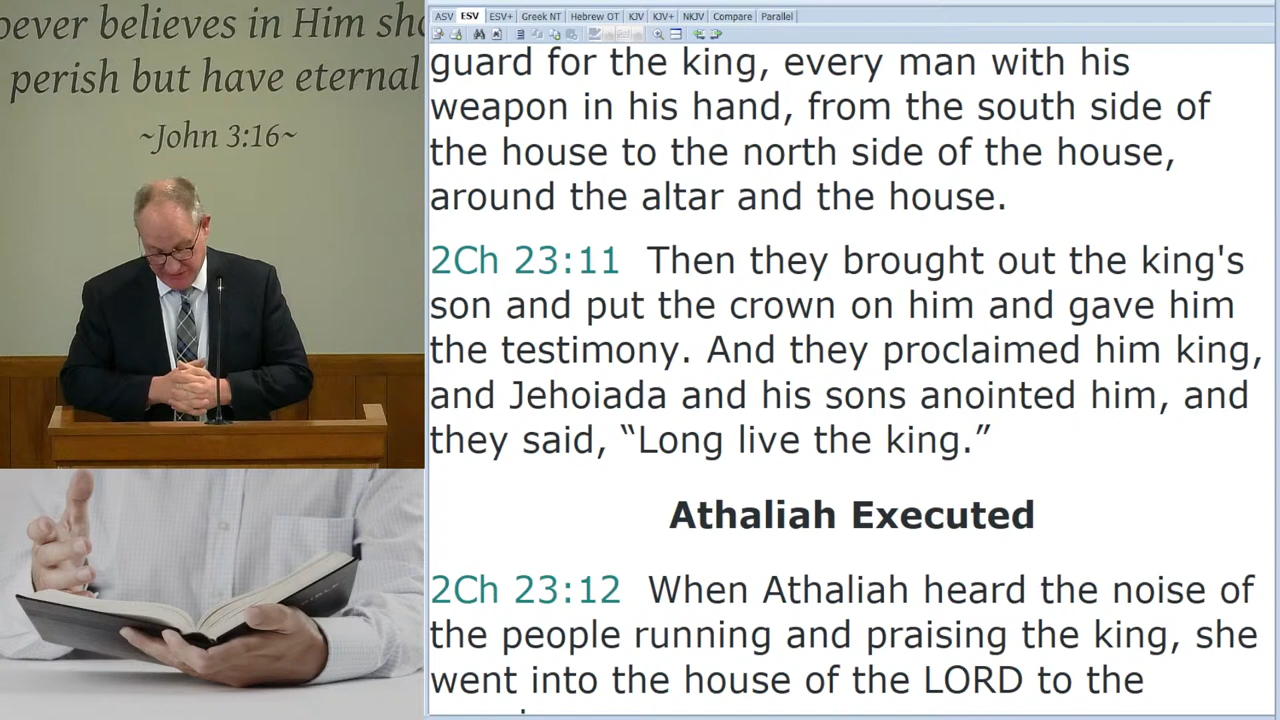 oever believes in Him sh
perish but have eternal
~John 3:16~
ASV ESV ESV+ Greek NT Hebrew OT KJV KJV+ NKJV Compare Parallel
guard for the king, every man with his
weapon in his hand, from the south side of
the house to the north side of the house,
around the altar and the house.
2Ch 23:11 Then they brought out the king's
son and put the crown on him and gave him
the testimony. And they proclaimed him king,
and Jehoiada and his sons anointed him, and
they said, “Long live the king.”
Athaliah Executed
2Ch 23:12 When Athaliah heard the noise of
the people running and praising the king, she
went into the house of the LORD to the